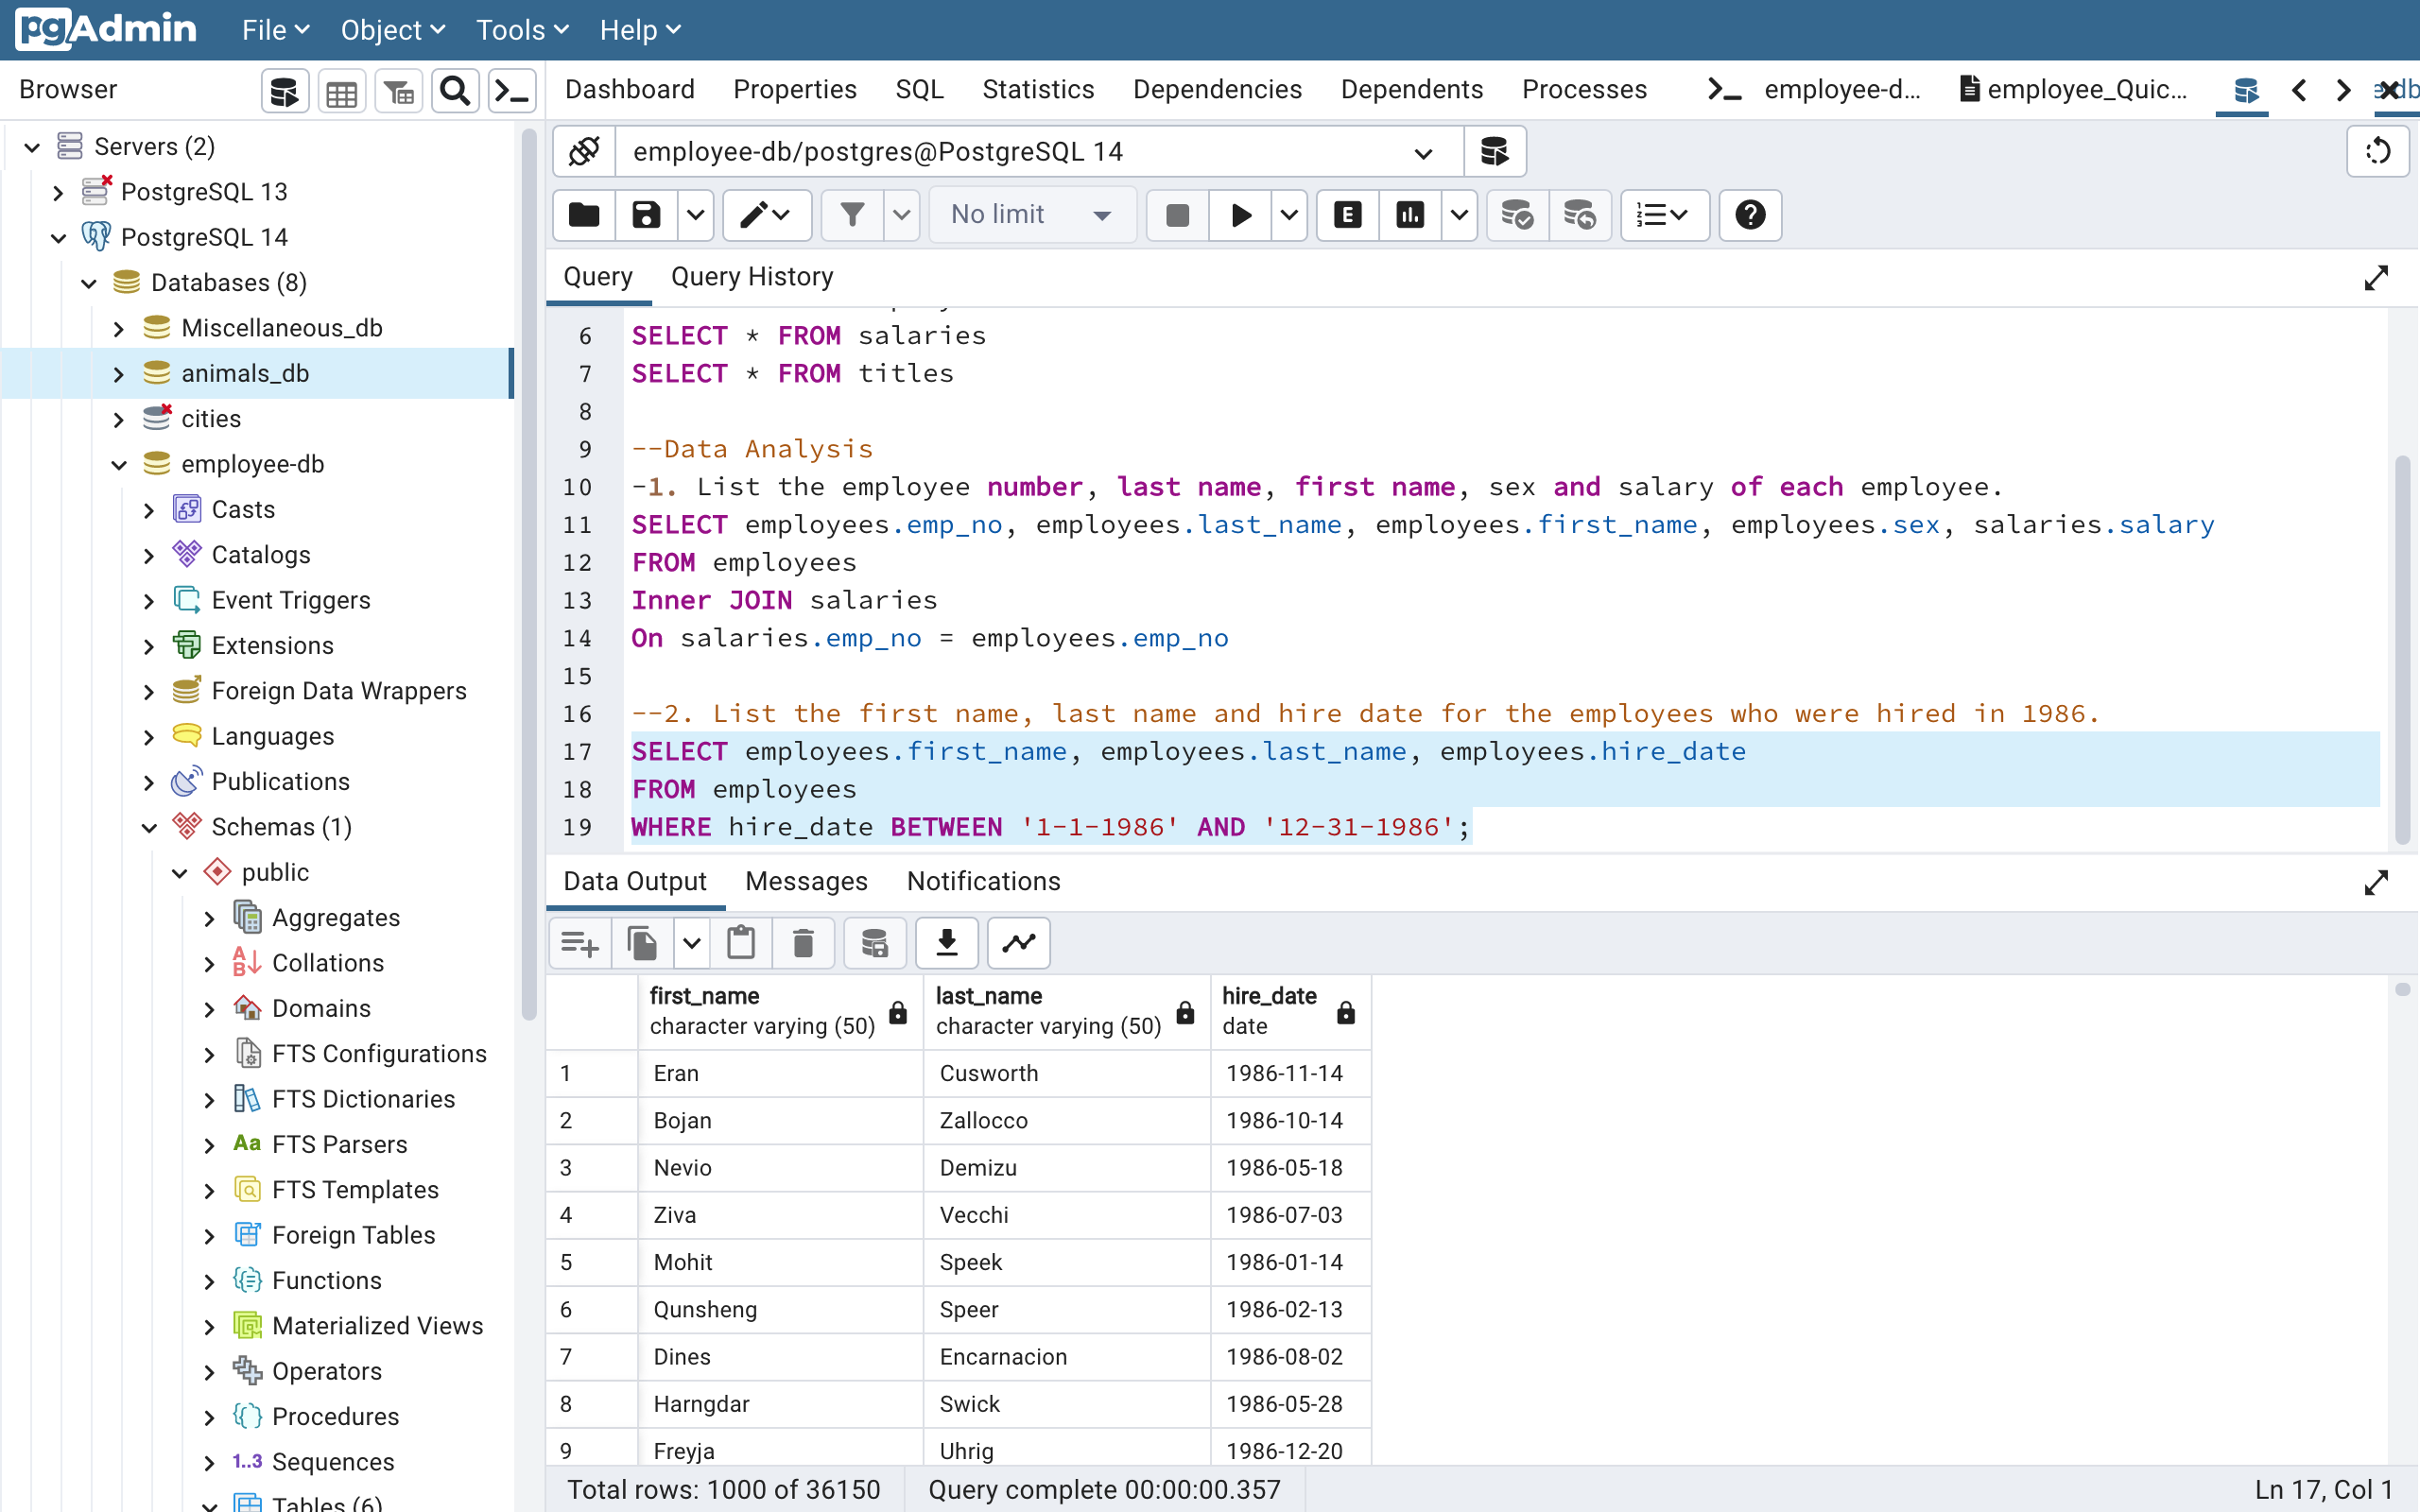 pgAdmin File Object Tools Help
Browser
Dashboard Properties SQL Statistics Dependencies Dependents Processes employee-d... employee_Quic...
Servers (2)
PostgreSQL 13
PostgreSQL 14
Databases (8)
Miscellaneous_db
animals_db
cities
employee-db
Casts
Catalogs
Event Triggers
Extensions
Foreign Data Wrappers
Languages
Publications
Schemas (1)
public
Aggregates
Collations
Domains
FTS Configurations
FTS Dictionaries
Aa FTS Parsers
FTS Templates
Foreign Tables
Functions
Materialized Views
Operators
Procedures
1..3 Sequences
Tables (6)
employee-db/postgres@PostgreSQL 14
No limit
E
Query Query History
6 SELECT * FROM salaries
7 SELECT * FROM titles
8
9 --Data Analysis
10 -1. List the employee number, last name, first name, sex and salary of each employee.
11 SELECT employees.emp_no, employees.last_name, employees.first_name, employees.sex, salaries.salary
12 FROM employees
13 Inner JOIN salaries
14 On salaries.emp_no = employees.emp_no
15
16 --2. List the first name, last name and hire date for the employees who were hired in 1986.
17 SELECT employees.first_name, employees.last_name, employees.hire_date
18 FROM employees
19 WHERE hire_date BETWEEN '1-1-1986' AND '12-31-1986';
Data Output Messages Notifications
first_name last_name hire_date
character varying (50) character varying (50) date
1 Eran Cusworth 1986-11-14
2 Bojan Zallocco 1986-10-14
3 Nevio Demizu 1986-05-18
4 Ziva Vecchi 1986-07-03
5 Mohit Speek 1986-01-14
6 Qunsheng Speer 1986-02-13
7 Dines Encarnacion 1986-08-02
8 Harngdar Swick 1986-05-28
9 Freyja Uhrig 1986-12-20
Total rows: 1000 of 36150 Query complete 00:00:00.357 Ln 17, Col 1